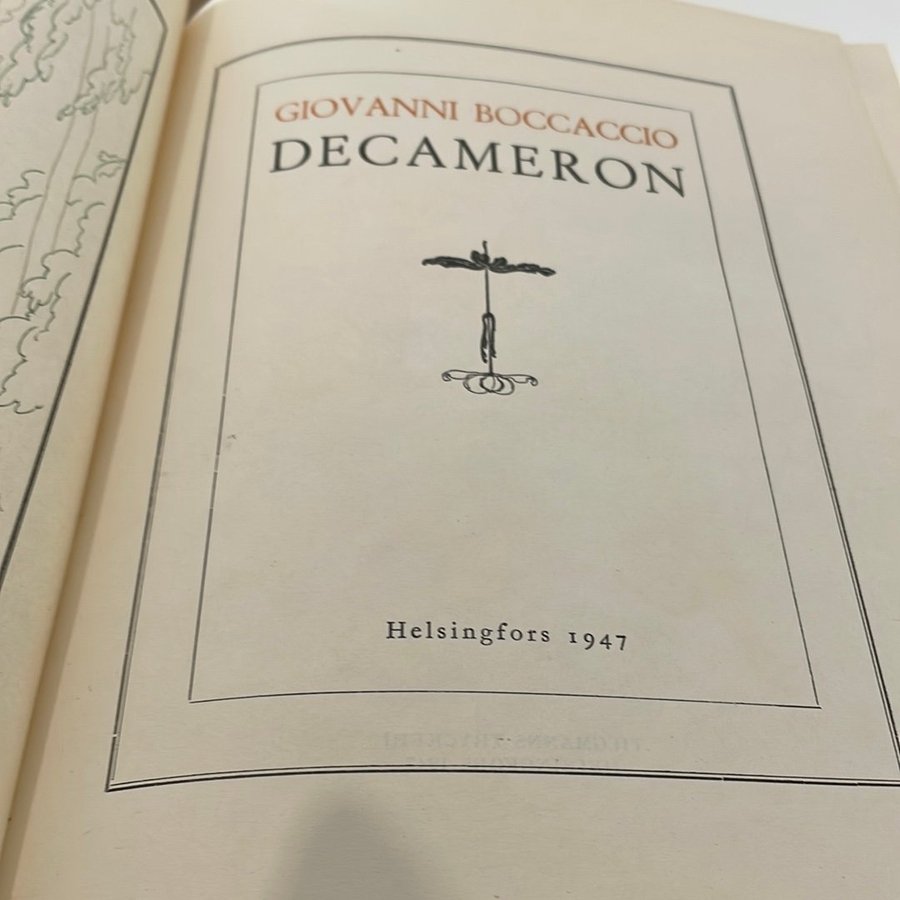 GIOVANNI BOCCACCIO
DECAMERON
Helsingfors 1947